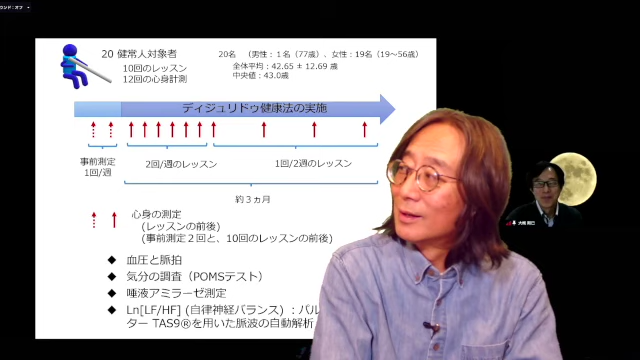 ウンド：オフ
20 健常人対象者
10回のレッスン
12回の心身計測
20名 （男性：１名（77歳）、女性：19名（19〜56歳）
全体平均：42.65 ± 12.69 歳
中央値：43.0歳
ディジュリドゥ健康法の実施
事前測定
1回/週
2回/週のレッスン
1回/2週のレッスン
約３ヵ月
心身の測定
(レッスンの前後)
(事前測定２回と、10回のレッスンの前後)
◆ 血圧と脈拍
◆ 気分の調査（POMSテスト）
◆ 唾液アミラーゼ測定
◆ Ln[LF/HF] (自律神経バランス) ：パル
ター TAS9®を用いた脈波の自動解析